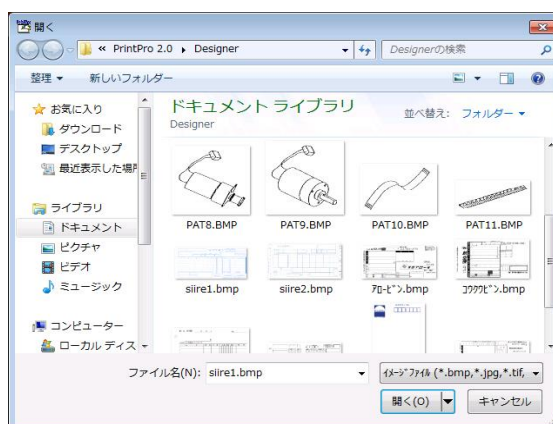 開く
« PrintPro 2.0 ▸ Designer
Designerの検索
整理 ▼ 新しいフォルダー
お気に入り
ダウンロード
デスクトップ
最近表示した場所
ライブラリ
ドキュメント
ピクチャ
ビデオ
ミュージック
コンピューター
ローカル ディス
ドキュメント ライブラリ
Designer
並べ替え: フォルダー ▼
PAT8.BMP PAT9.BMP PAT10.BMP PAT11.BMP
siire1.bmp siire2.bmp ｱﾛｰﾋﾞﾝ.bmp ｺｳｸｳﾋﾞﾝ.bmp
ファイル名(N): siire1.bmp
ｲﾒｰｼﾞﾌｧｲﾙ (*.bmp,*.jpg,*.tif,
開く(O) キャンセル